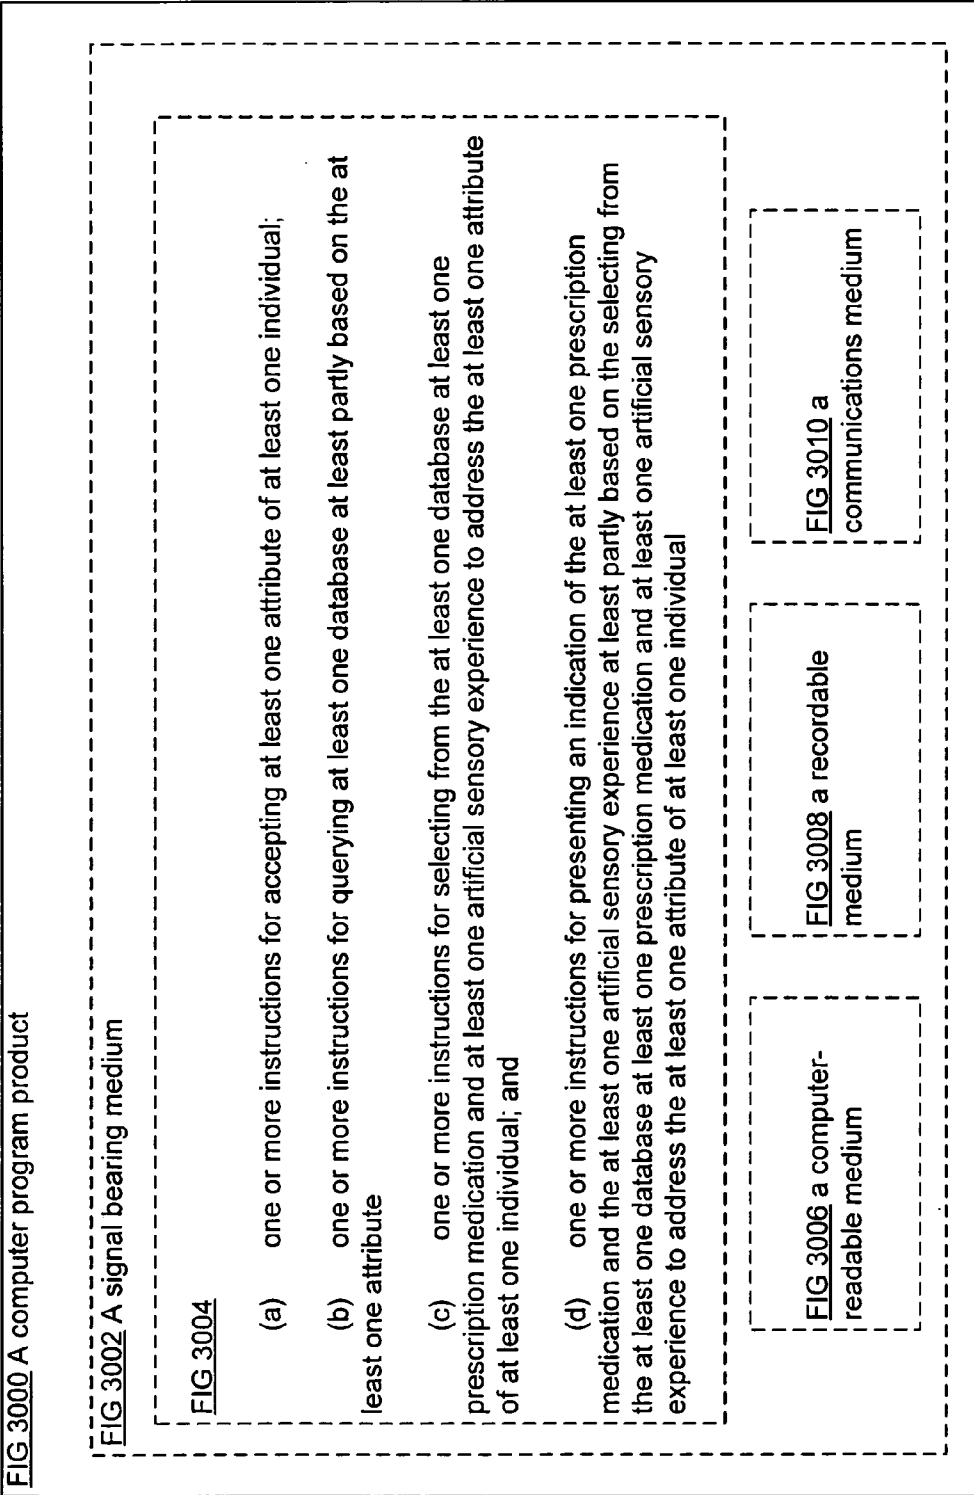 FIG 3000 A computer program product
FIG 3002 A signal bearing medium
FIG 3004
(a) one or more instructions for accepting at least one attribute of at least one individual;
(b) one or more instructions for querying at least one database at least partly based on the at
least one attribute
(c) one or more instructions for selecting from the at least one database at least one
prescription medication and at least one artificial sensory experience to address the at least one attribute
of at least one individual; and
(d) one or more instructions for presenting an indication of the at least one prescription
medication and the at least one artificial sensory experience at least partly based on the selecting from
the at least one database at least one prescription medication and at least one artificial sensory
experience to address the at least one attribute of at least one individual
FIG 3006 a computer-
readable medium
FIG 3008 a recordable
medium
FIG 3010 a
communications medium